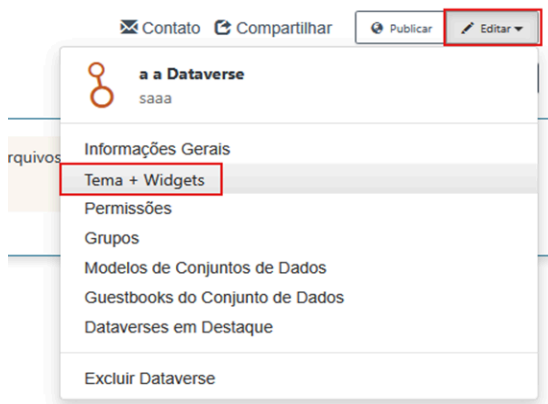 Contato Compartilhar Publicar Editar
a a Dataverse
saaa
Informações Gerais
rquivos
Tema + Widgets
Permissões
Grupos
Modelos de Conjuntos de Dados
Guestbooks do Conjunto de Dados
Dataverses em Destaque
Excluir Dataverse